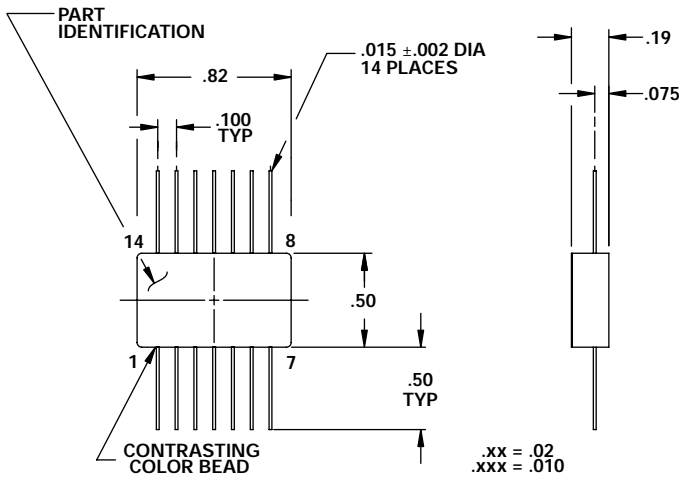 PART
IDENTIFICATION
.015 ±.002 DIA
14 PLACES
.19
.82
.075
.100
TYP
14
8
.50
1
7
.50
TYP
CONTRASTING
COLOR BEAD
.xx = .02
.xxx = .010